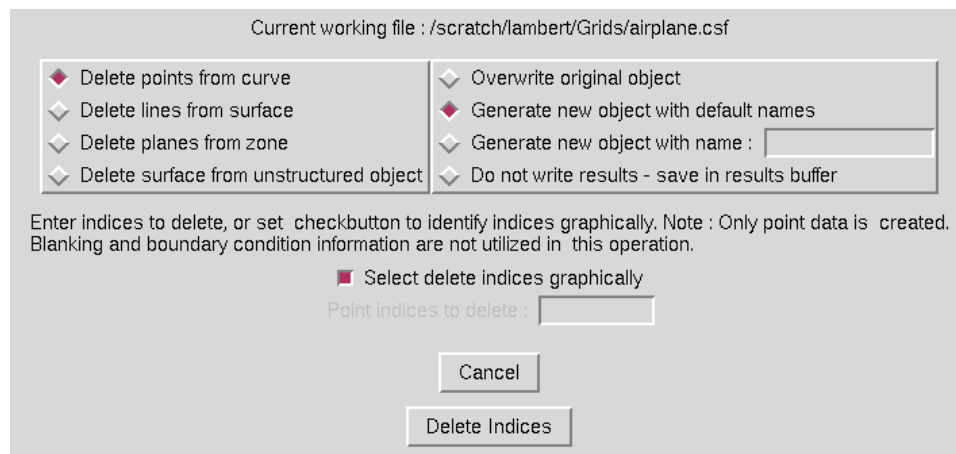 Current working file : /scratch/lambert/Grids/airplane.csf
Delete points from curve
Delete lines from surface
Delete planes from zone
Delete surface from unstructured object
Overwrite original object
Generate new object with default names
Generate new object with name :
Do not write results - save in results buffer
Enter indices to delete, or set checkbutton to identify indices graphically. Note : Only point data is created.
Blanking and boundary condition information are not utilized in this operation.
Select delete indices graphically
Point indices to delete :
Cancel
Delete Indices